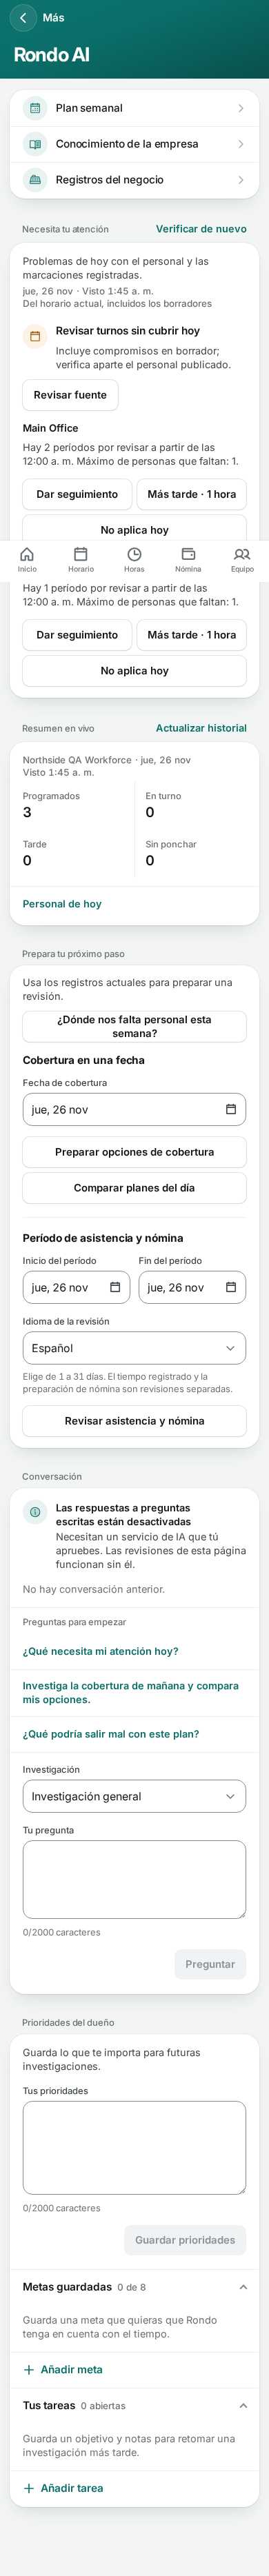 Más
Rondo AI
Plan semanal
Conocimiento de la empresa
Registros del negocio
Necesita tu atención
Verificar de nuevo
Problemas de hoy con el personal y las
marcaciones registradas.
jue, 26 nov · Visto 1:45 a. m.
Del horario actual, incluidos los borradores
Revisar turnos sin cubrir hoy
Incluye compromisos en borrador;
verifica aparte el personal publicado.
Revisar fuente
Main Office
Hay 2 períodos por revisar a partir de las
12:00 a. m. Máximo de personas que faltan: 1.
Dar seguimiento
Más tarde · 1 hora
No aplica hoy
Inicio
Horario
Horas
Nómina
Equipo
Hay 1 período por revisar a partir de las
12:00 a. m. Máximo de personas que faltan: 1.
Dar seguimiento
Más tarde · 1 hora
No aplica hoy
Resumen en vivo
Actualizar historial
Northside QA Workforce · jue, 26 nov
Visto 1:45 a. m.
Programados
3
En turno
0
Tarde
0
Sin ponchar
0
Personal de hoy
Prepara tu próximo paso
Usa los registros actuales para preparar una
revisión.
¿Dónde nos falta personal esta
semana?
Cobertura en una fecha
Fecha de cobertura
jue, 26 nov
Preparar opciones de cobertura
Comparar planes del día
Período de asistencia y nómina
Inicio del período
Fin del período
jue, 26 nov
jue, 26 nov
Idioma de la revisión
Español
Elige de 1 a 31 días. El tiempo registrado y la
preparación de nómina son revisiones separadas.
Revisar asistencia y nómina
Conversación
Las respuestas a preguntas
escritas están desactivadas
Necesitan un servicio de IA que tú
apruebes. Las revisiones de esta página
funcionan sin él.
No hay conversación anterior.
Preguntas para empezar
¿Qué necesita mi atención hoy?
Investiga la cobertura de mañana y compara
mis opciones.
¿Qué podría salir mal con este plan?
Investigación
Investigación general
Tu pregunta
0/2000 caracteres
Preguntar
Prioridades del dueño
Guarda lo que te importa para futuras
investigaciones.
Tus prioridades
0/2000 caracteres
Guardar prioridades
Metas guardadas 0 de 8
Guarda una meta que quieras que Rondo
tenga en cuenta con el tiempo.
Añadir meta
Tus tareas 0 abiertas
Guarda un objetivo y notas para retomar una
investigación más tarde.
Añadir tarea